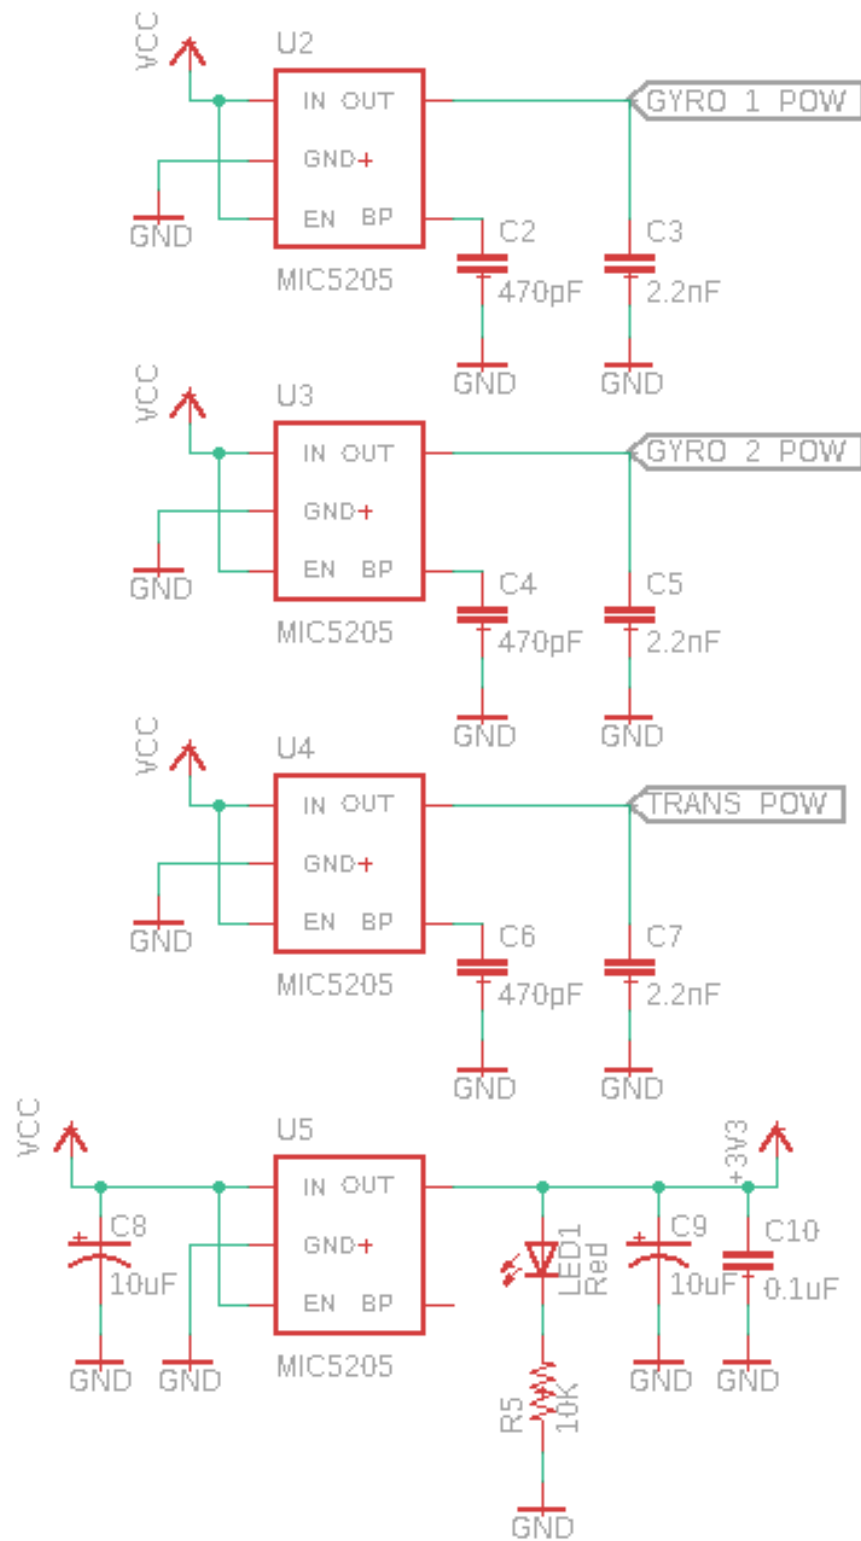 VCC
U2
IN OUT
GYRO 1 POW
GND+
GND
EN BP
C2
C3
MIC5205
470pF
2.2nF
GND
GND
VCC
U3
IN OUT
GYRO 2 POW
GND+
GND
EN BP
C4
C5
MIC5205
470pF
2.2nF
GND
GND
VCC
U4
IN OUT
TRANS POW
GND+
GND
EN BP
C6
C7
MIC5205
470pF
2.2nF
GND
GND
VCC
U5
+3V3
IN OUT
C8
GND+
LED1
Red
C9
C10
10uF
10uF
0.1uF
EN BP
MIC5205
GND
GND
GND
GND
R5
10K
GND